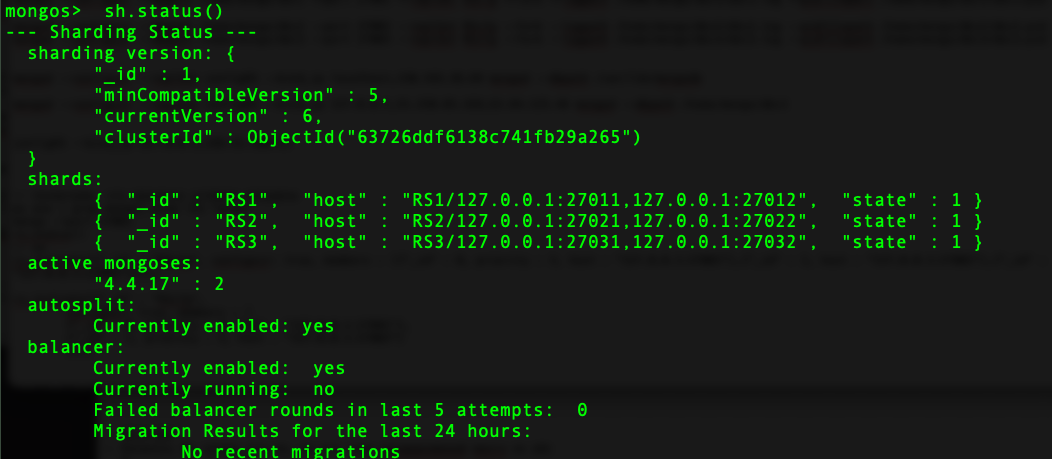 mongos>  sh.status()
--- Sharding Status ---
  sharding version: {
        "_id" : 1,
        "minCompatibleVersion" : 5,
        "currentVersion" : 6,
        "clusterId" : ObjectId("63726ddf6138c741fb29a265")
  }
  shards:
        {  "_id" : "RS1",  "host" : "RS1/127.0.0.1:27011,127.0.0.1:27012",  "state" : 1 }
        {  "_id" : "RS2",  "host" : "RS2/127.0.0.1:27021,127.0.0.1:27022",  "state" : 1 }
        {  "_id" : "RS3",  "host" : "RS3/127.0.0.1:27031,127.0.0.1:27032",  "state" : 1 }
  active mongoses:
        "4.4.17" : 2
  autosplit:
        Currently enabled: yes
  balancer:
        Currently enabled:  yes
        Currently running:  no
        Failed balancer rounds in last 5 attempts:  0
        Migration Results for the last 24 hours:
                No recent migrations